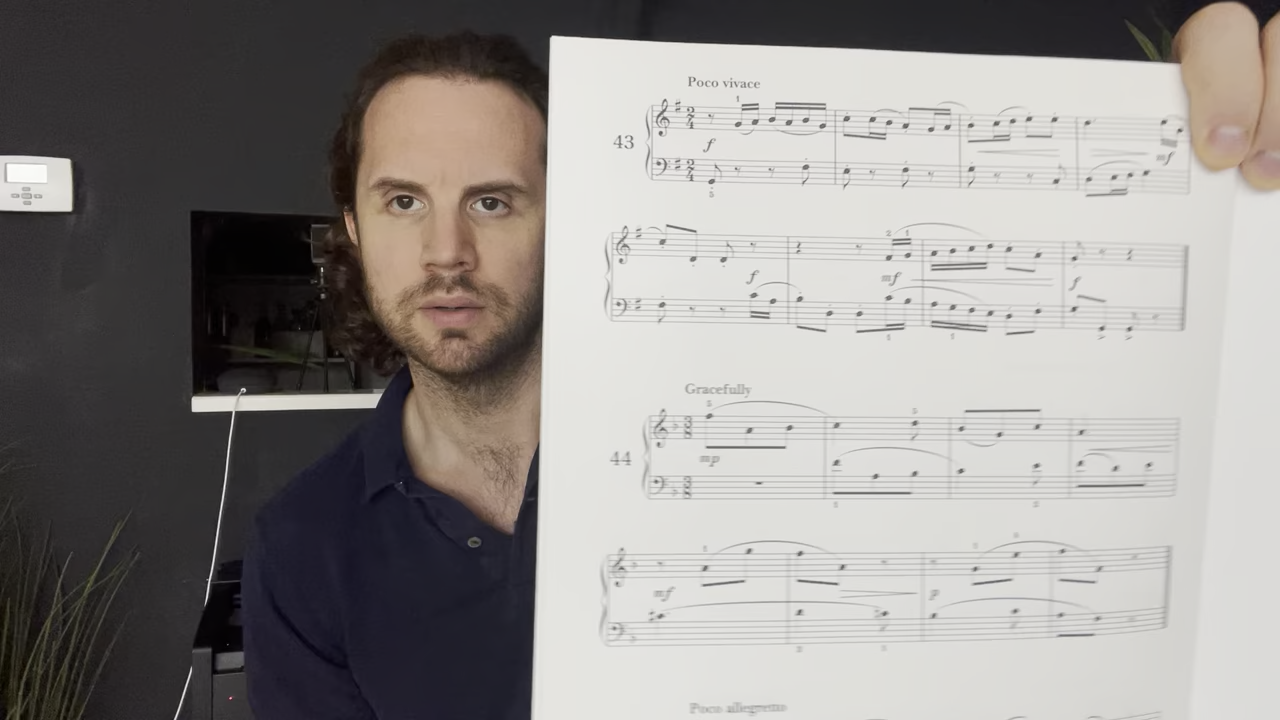 Poco vivace
43
f
mf
f
mf
f
Gracefully
44
mp
mf
p
Poco allegretto